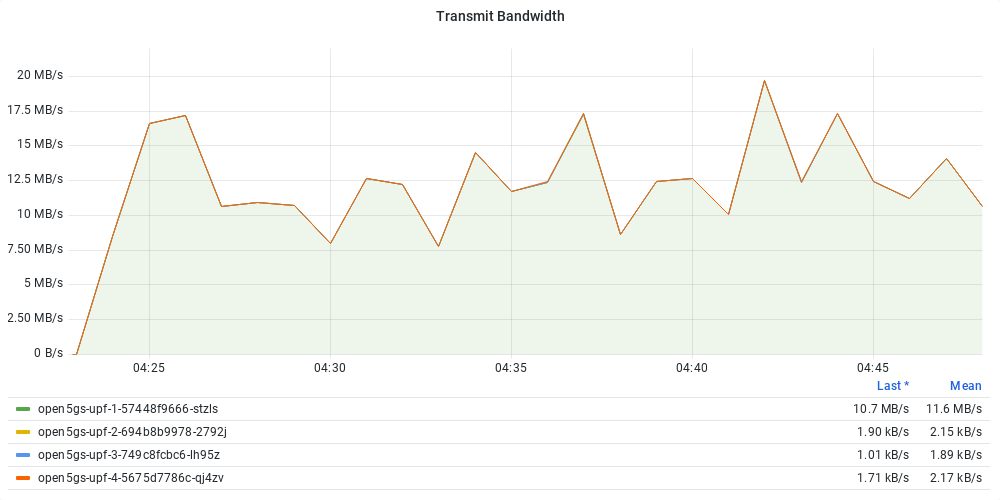 Transmit Bandwidth
20 MB/s
17.5 MB/s
15 MB/s
12.5 MB/s
10 MB/s
7.50 MB/s
5 MB/s
2.50 MB/s
0 B/s
04:25 04:30 04:35 04:40 04:45
Last * Mean
open5gs-upf-1-57448f9666-stzls 10.7 MB/s 11.6 MB/s
open5gs-upf-2-694b8b9978-2792j 1.90 kB/s 2.15 kB/s
open5gs-upf-3-749c8fcbc6-lh95z 1.01 kB/s 1.89 kB/s
open5gs-upf-4-5675d7786c-qj4zv 1.71 kB/s 2.17 kB/s